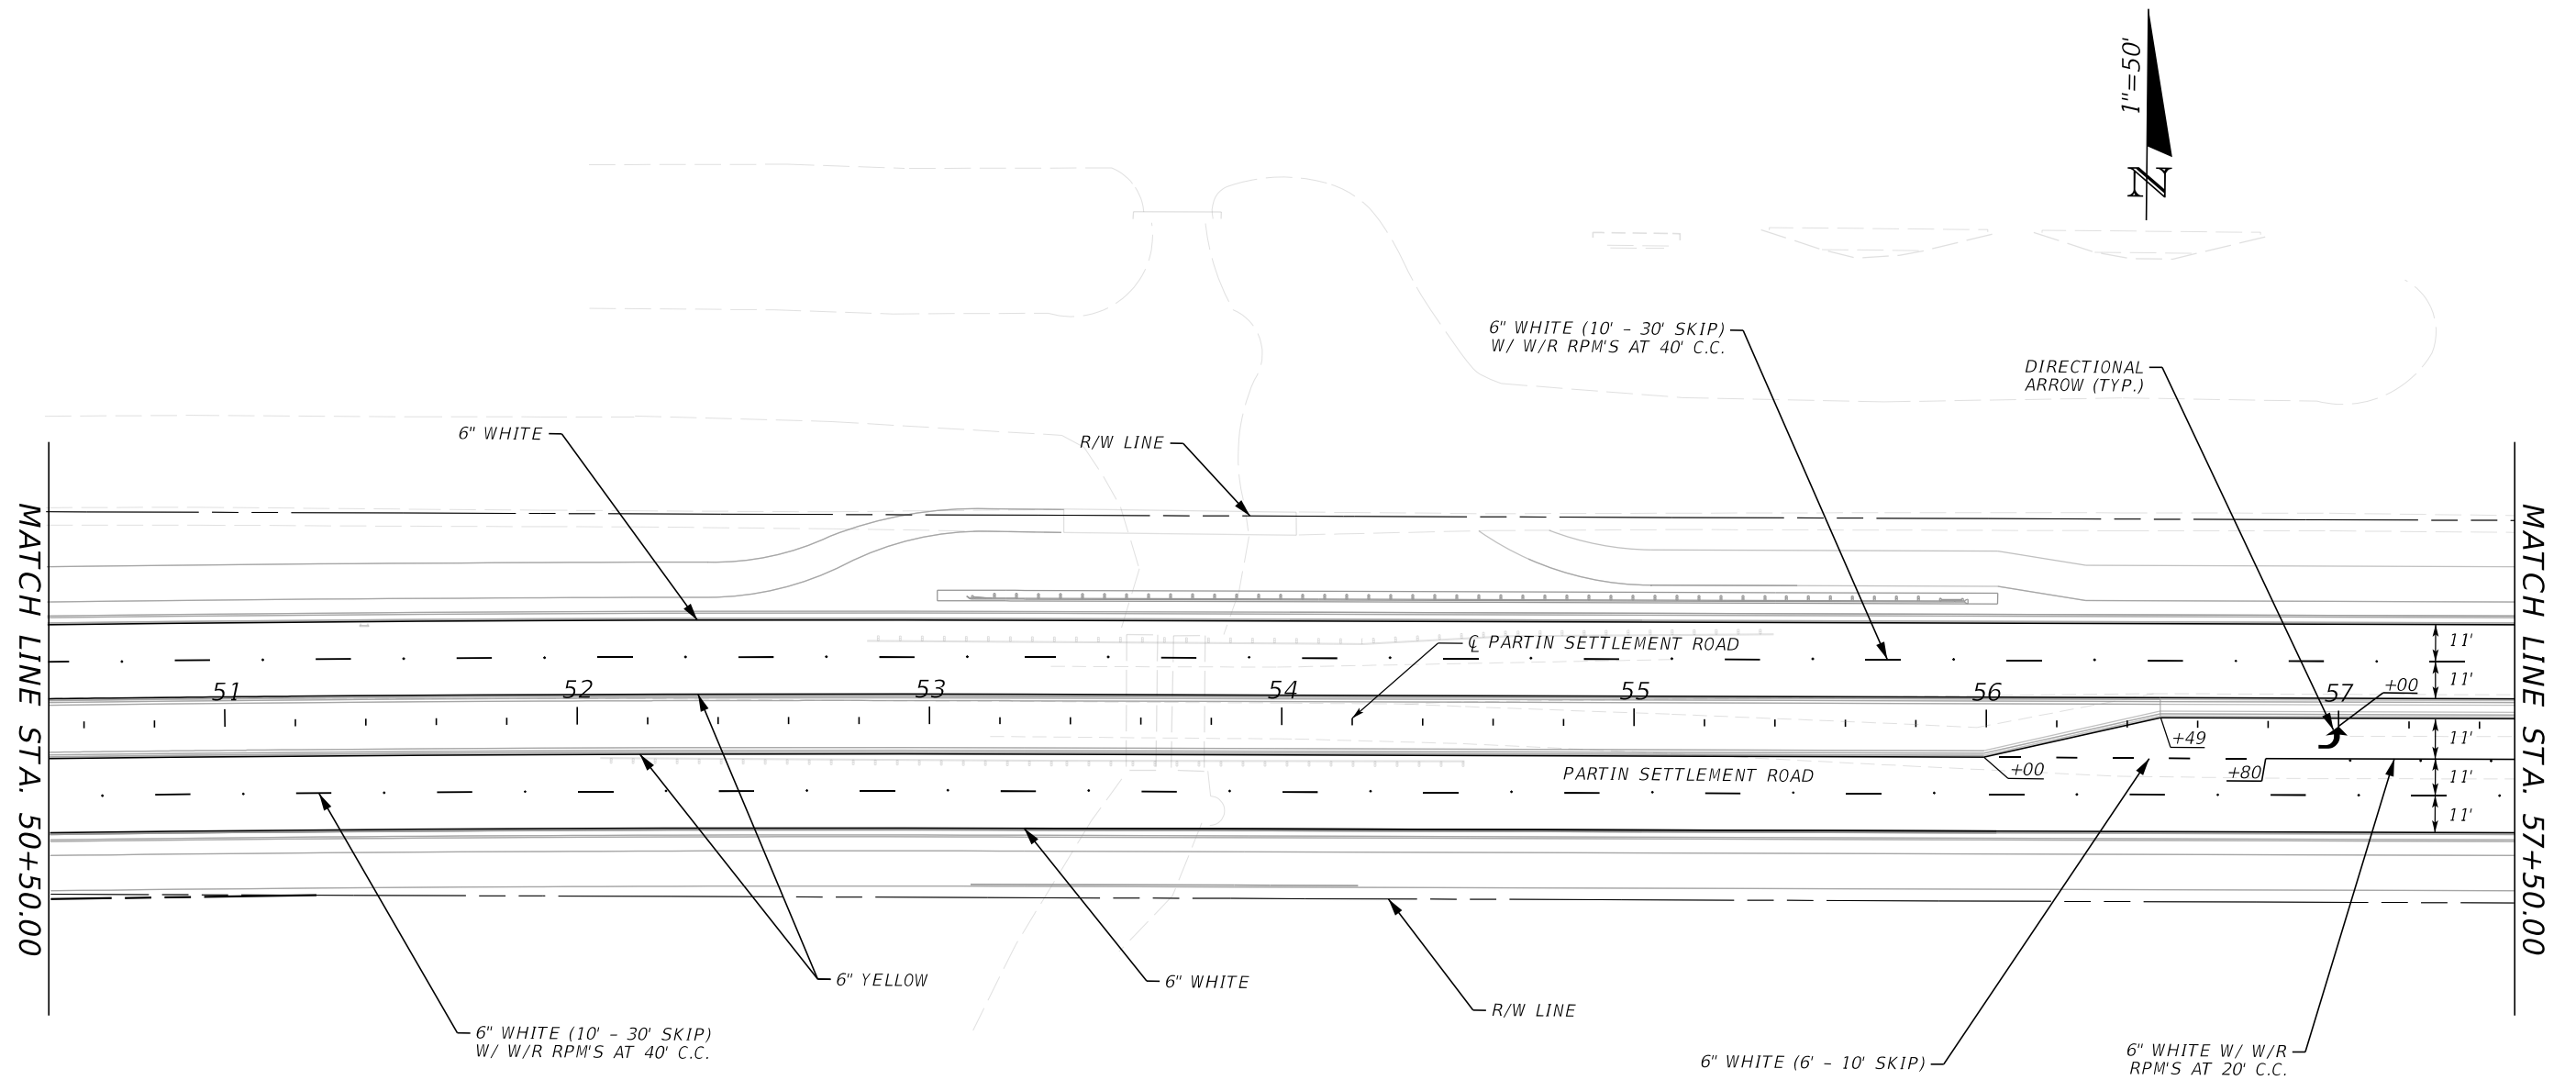 1"=50'
N
6" WHITE (10' – 30' SKIP)
W/ W/R RPM'S AT 40' C.C.
DIRECTIONAL
ARROW (TYP.)
6" WHITE
R/W LINE
MATCH LINE STA. 50+50.00
MATCH LINE STA. 57+50.00
℄ PARTIN SETTLEMENT ROAD
11'
11'
51
52
53
54
55
56
57
+00
+49
11'
+00
+80
PARTIN SETTLEMENT ROAD
11'
11'
6" YELLOW
6" WHITE
R/W LINE
6" WHITE (10' – 30' SKIP)
W/ W/R RPM'S AT 40' C.C.
6" WHITE (6' – 10' SKIP)
6" WHITE W/ W/R
RPM'S AT 20' C.C.